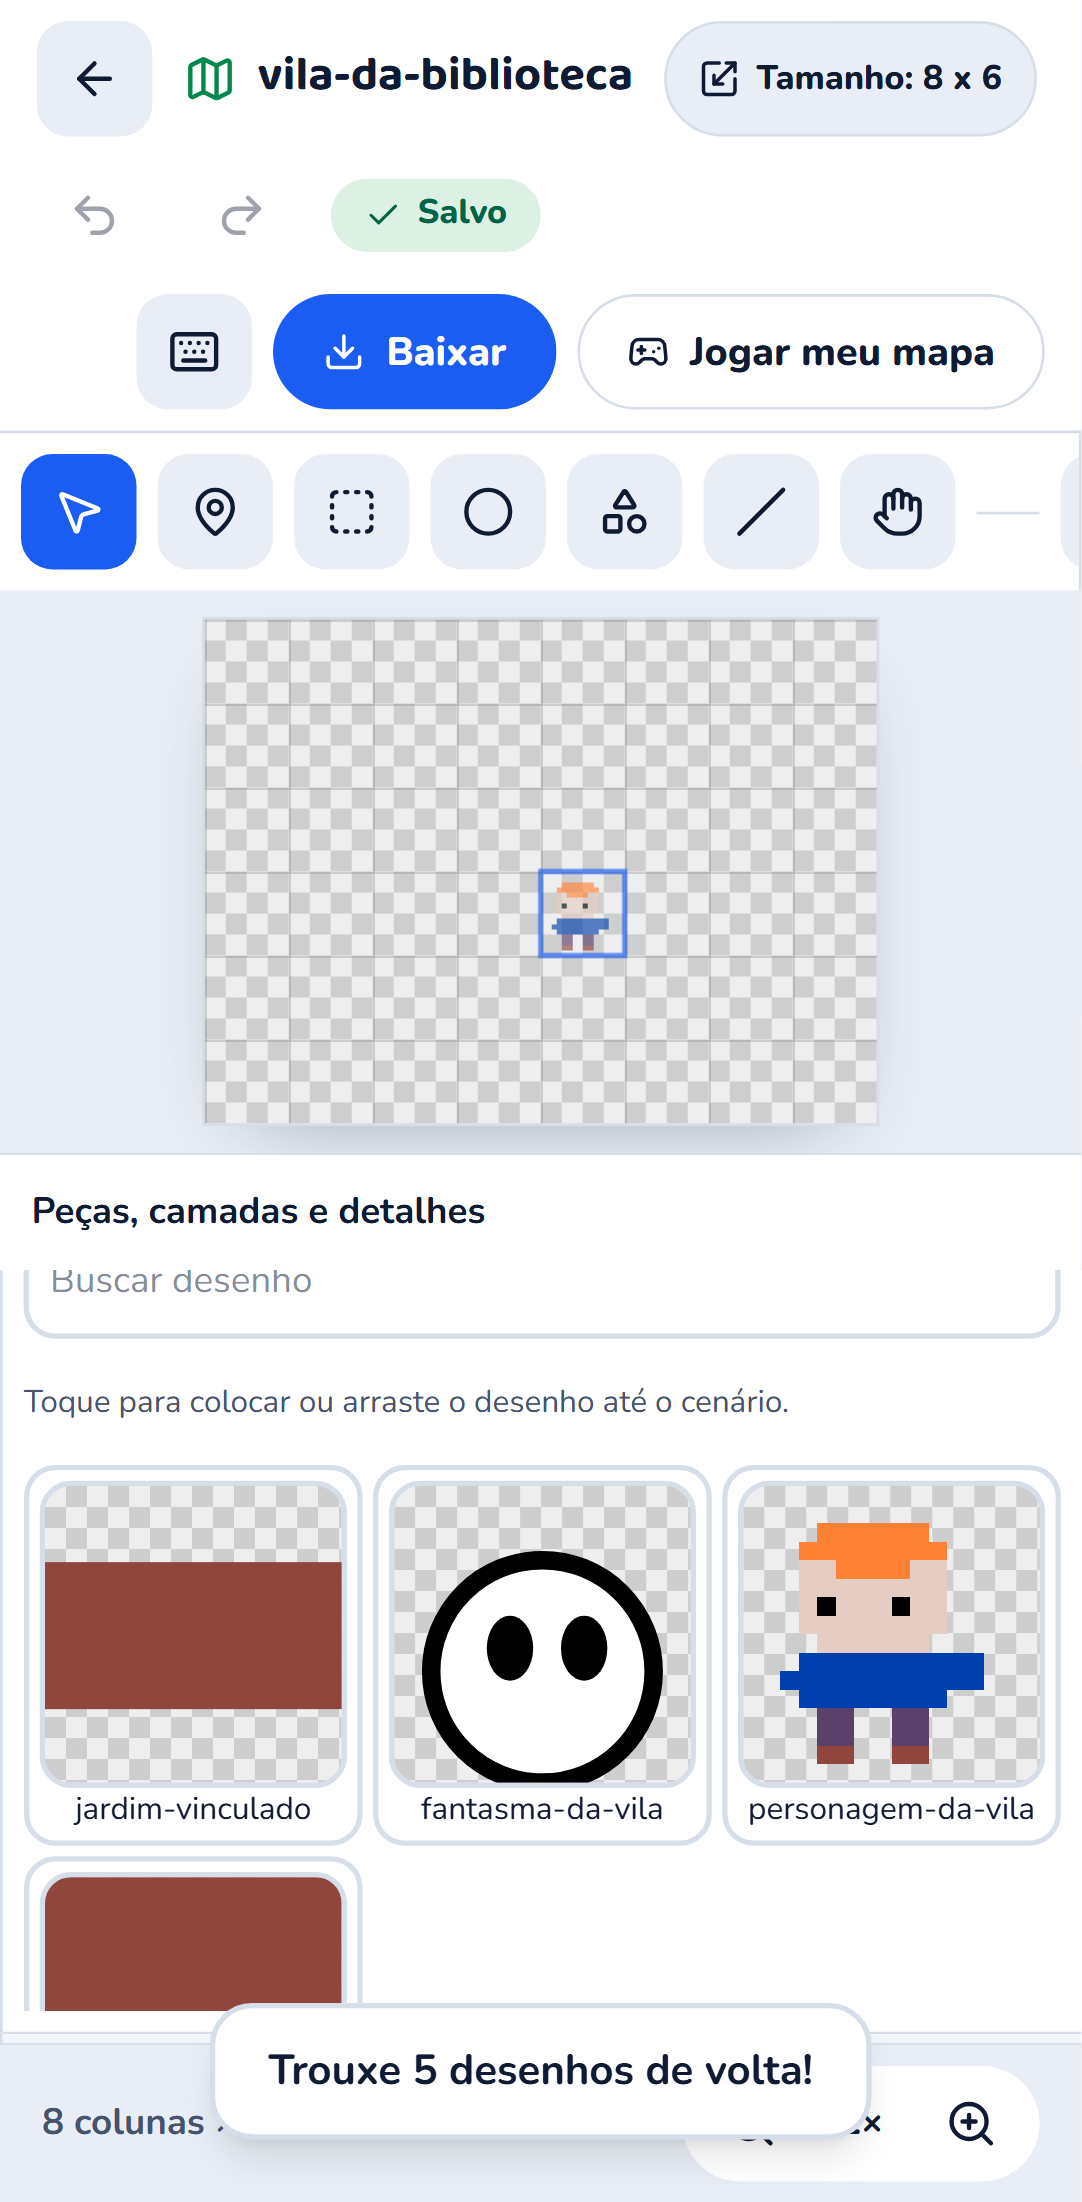 vila-da-biblioteca
Tamanho: 8 x 6
Salvo
Baixar
Jogar meu mapa
Peças, camadas e detalhes
Buscar desenho
Toque para colocar ou arraste o desenho até o cenário.
jardim-vinculado
fantasma-da-vila
personagem-da-vila
Trouxe 5 desenhos de volta!
8 colunas